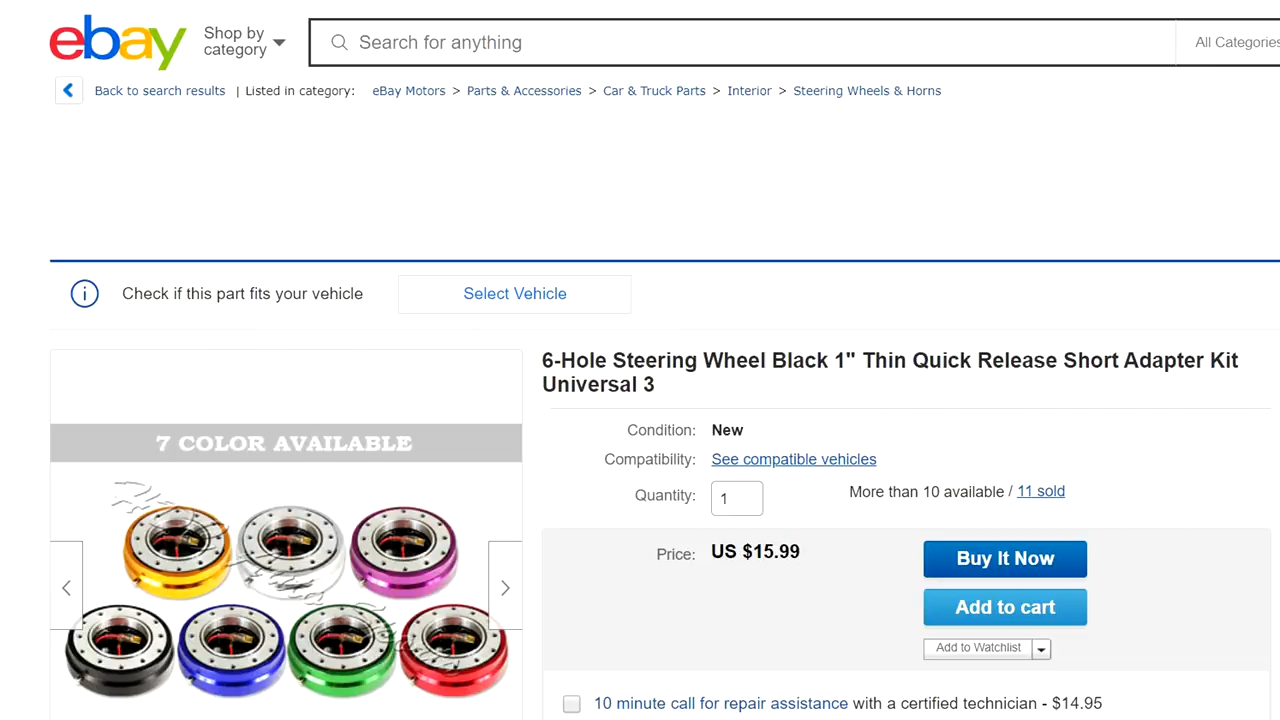 ebay
Shop by
category
Search for anything
All Categories
Back to search results | Listed in category: eBay Motors > Parts & Accessories > Car & Truck Parts > Interior > Steering Wheels & Horns
i
Check if this part fits your vehicle
Select Vehicle
6-Hole Steering Wheel Black 1" Thin Quick Release Short Adapter Kit
Universal 3
7 COLOR AVAILABLE
Condition: New
Compatibility: See compatible vehicles
Quantity: 1 More than 10 available / 11 sold
Price: US $15.99
Buy It Now
Add to cart
Add to Watchlist
10 minute call for repair assistance with a certified technician - $14.95